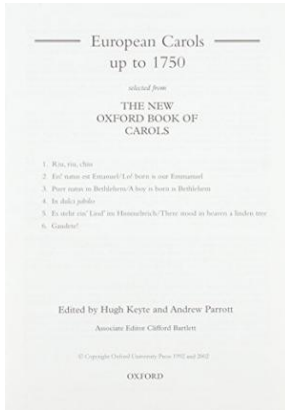 European Carols
up to 1750
selected from
THE NEW
OXFORD BOOK OF
CAROLS
1. Riu, riu, chiu
2. En! natus est Emanuel/Lo! born is our Emmanuel
3. Puer natus in Bethlehem/A boy is born in Bethlehem
4. In dulci jubilo
5. Es steht ein' Lind' im Himmelreich/There stood in heaven a linden tree
6. Gaudete!
Edited by Hugh Keyte and Andrew Parrott
Associate Editor Clifford Bartlett
© Copyright Oxford University Press 1992 and 2002
OXFORD